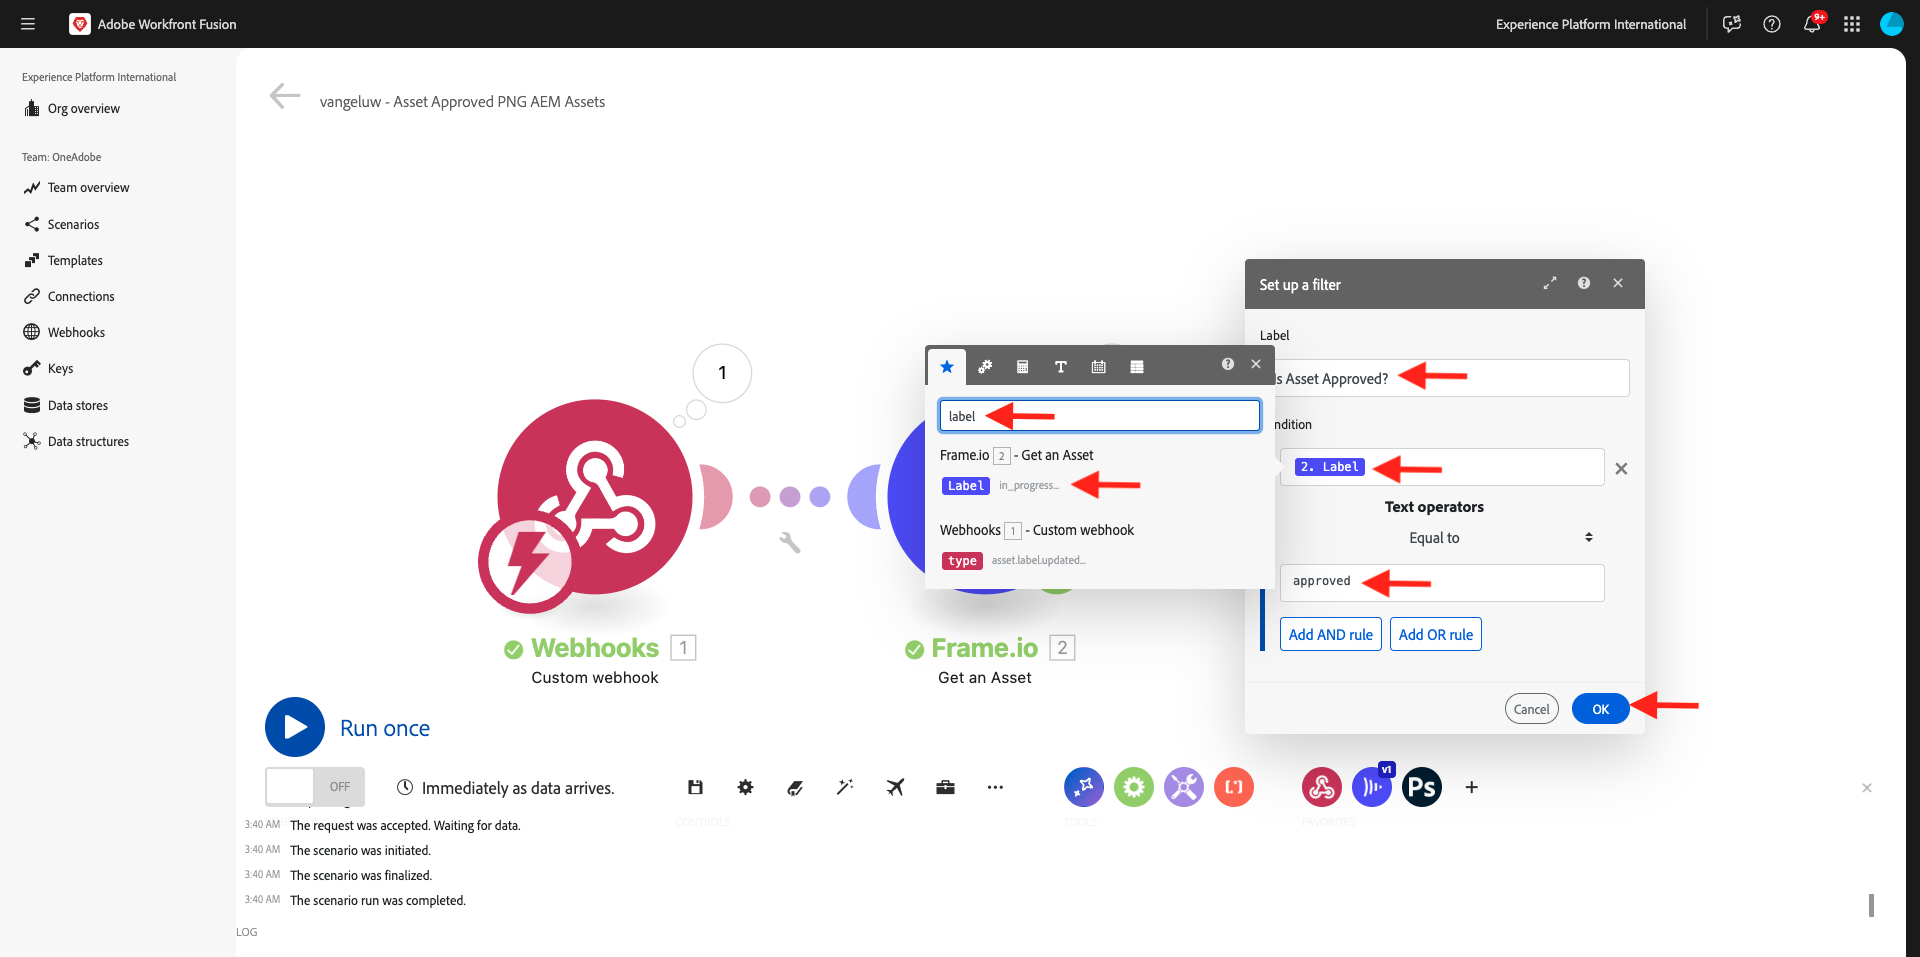 Adobe Workfront Fusion
Experience Platform International
9+
Experience Platform International
Org overview
Team: OneAdobe
Team overview
Scenarios
Templates
Connections
Webhooks
Keys
Data stores
Data structures
vangeluw - Asset Approved PNG AEM Assets
Set up a filter
Label
Is Asset Approved?
ndition
2. Label
Text operators
Equal to
approved
Add AND rule
Add OR rule
Cancel
OK
label
Frame.io 2 - Get an Asset
Label in_progress...
Webhooks 1 - Custom webhook
type asset.label.updated...
1
Webhooks 1
Custom webhook
Frame.io 2
Get an Asset
Run once
OFF
Immediately as data arrives.
v1
Ps
CONTROLS
TOOLS
FAVORITES
3:40 AM The request was accepted. Waiting for data.
3:40 AM The scenario was initiated.
3:40 AM The scenario was finalized.
3:40 AM The scenario run was completed.
LOG